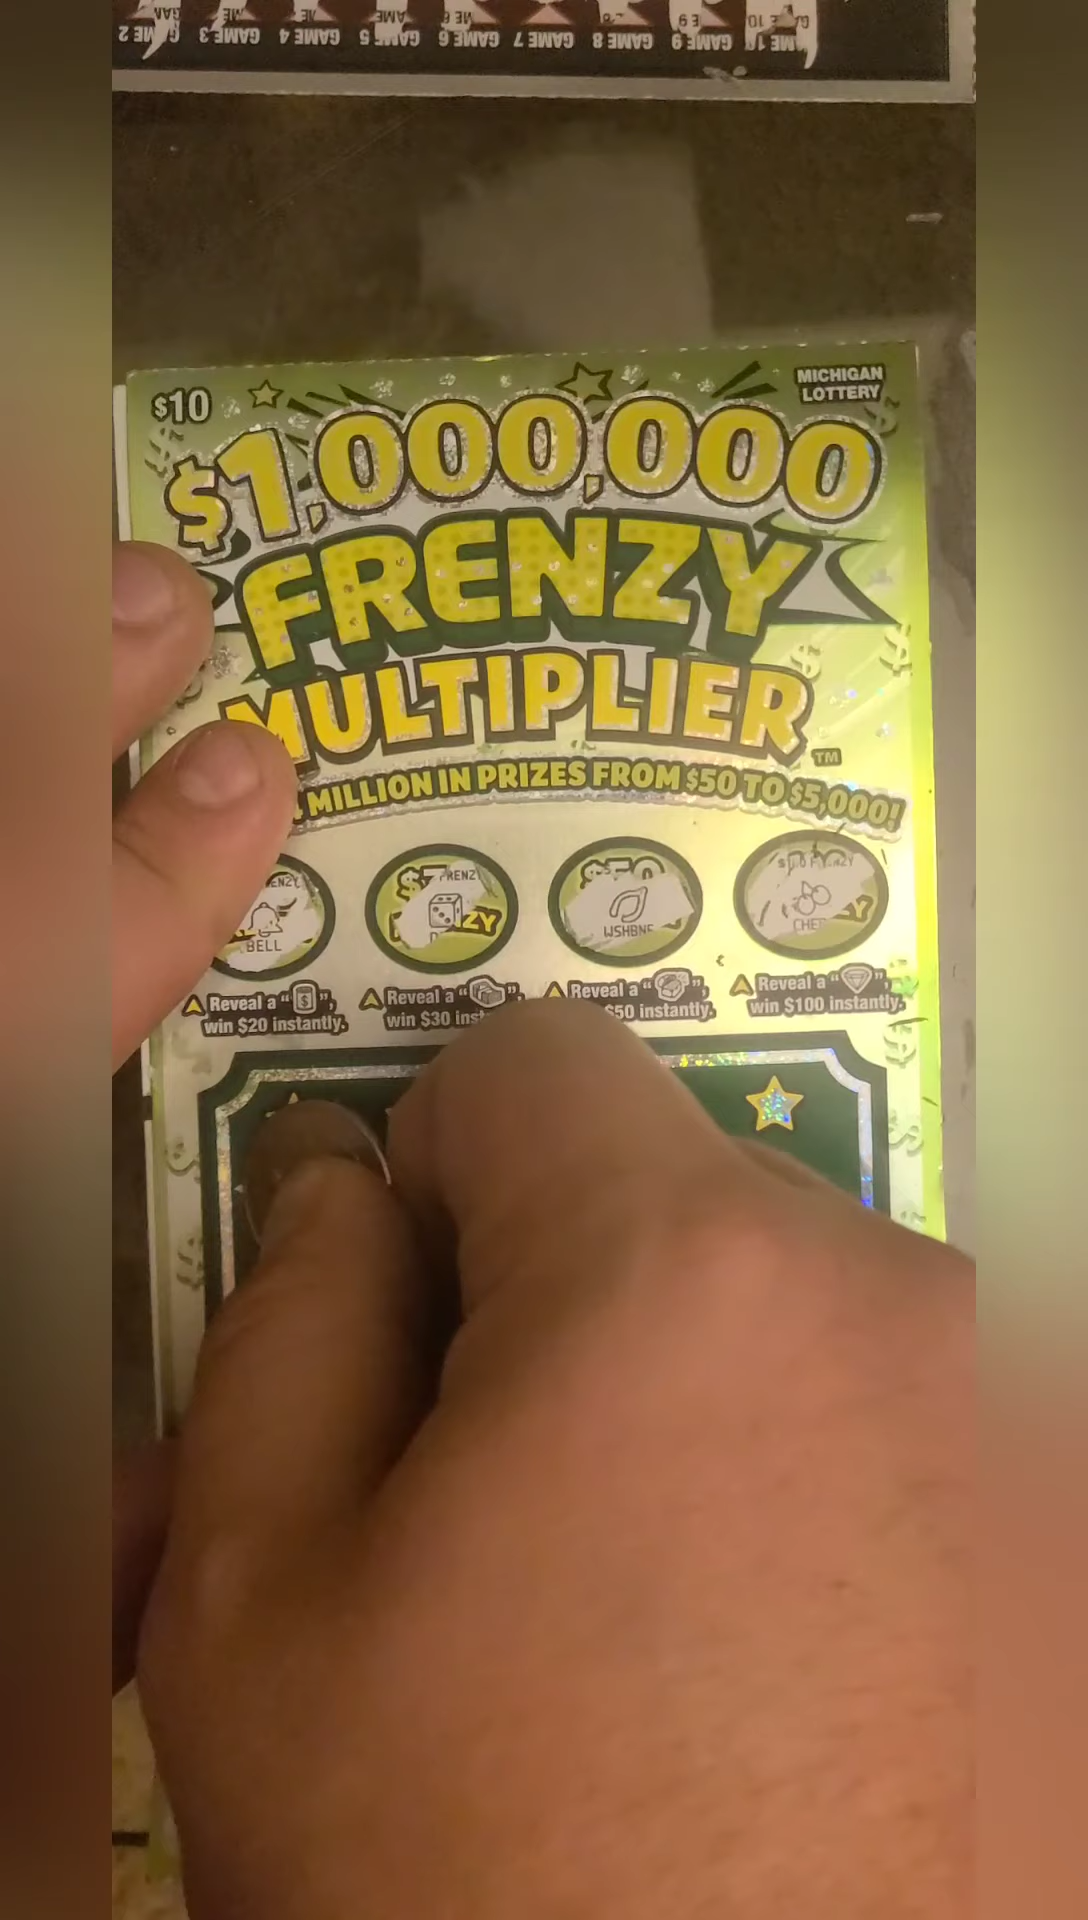 GAME 2 GAME 3 GAME 4 GAME 5 GAME 6 GAME 7 GAME 8 GAME 9
$10
MICHIGAN
LOTTERY
$1,000,000
FRENZY
MULTIPLIER™
MILLION IN PRIZES FROM $50 TO $5,000!
BELL
WSHBNE
Reveal a " ",
win $20 instantly.
Reveal a " ",
win $30
Reveal a " ",
$50 instantly.
Reveal a " ",
win $100 instantly.